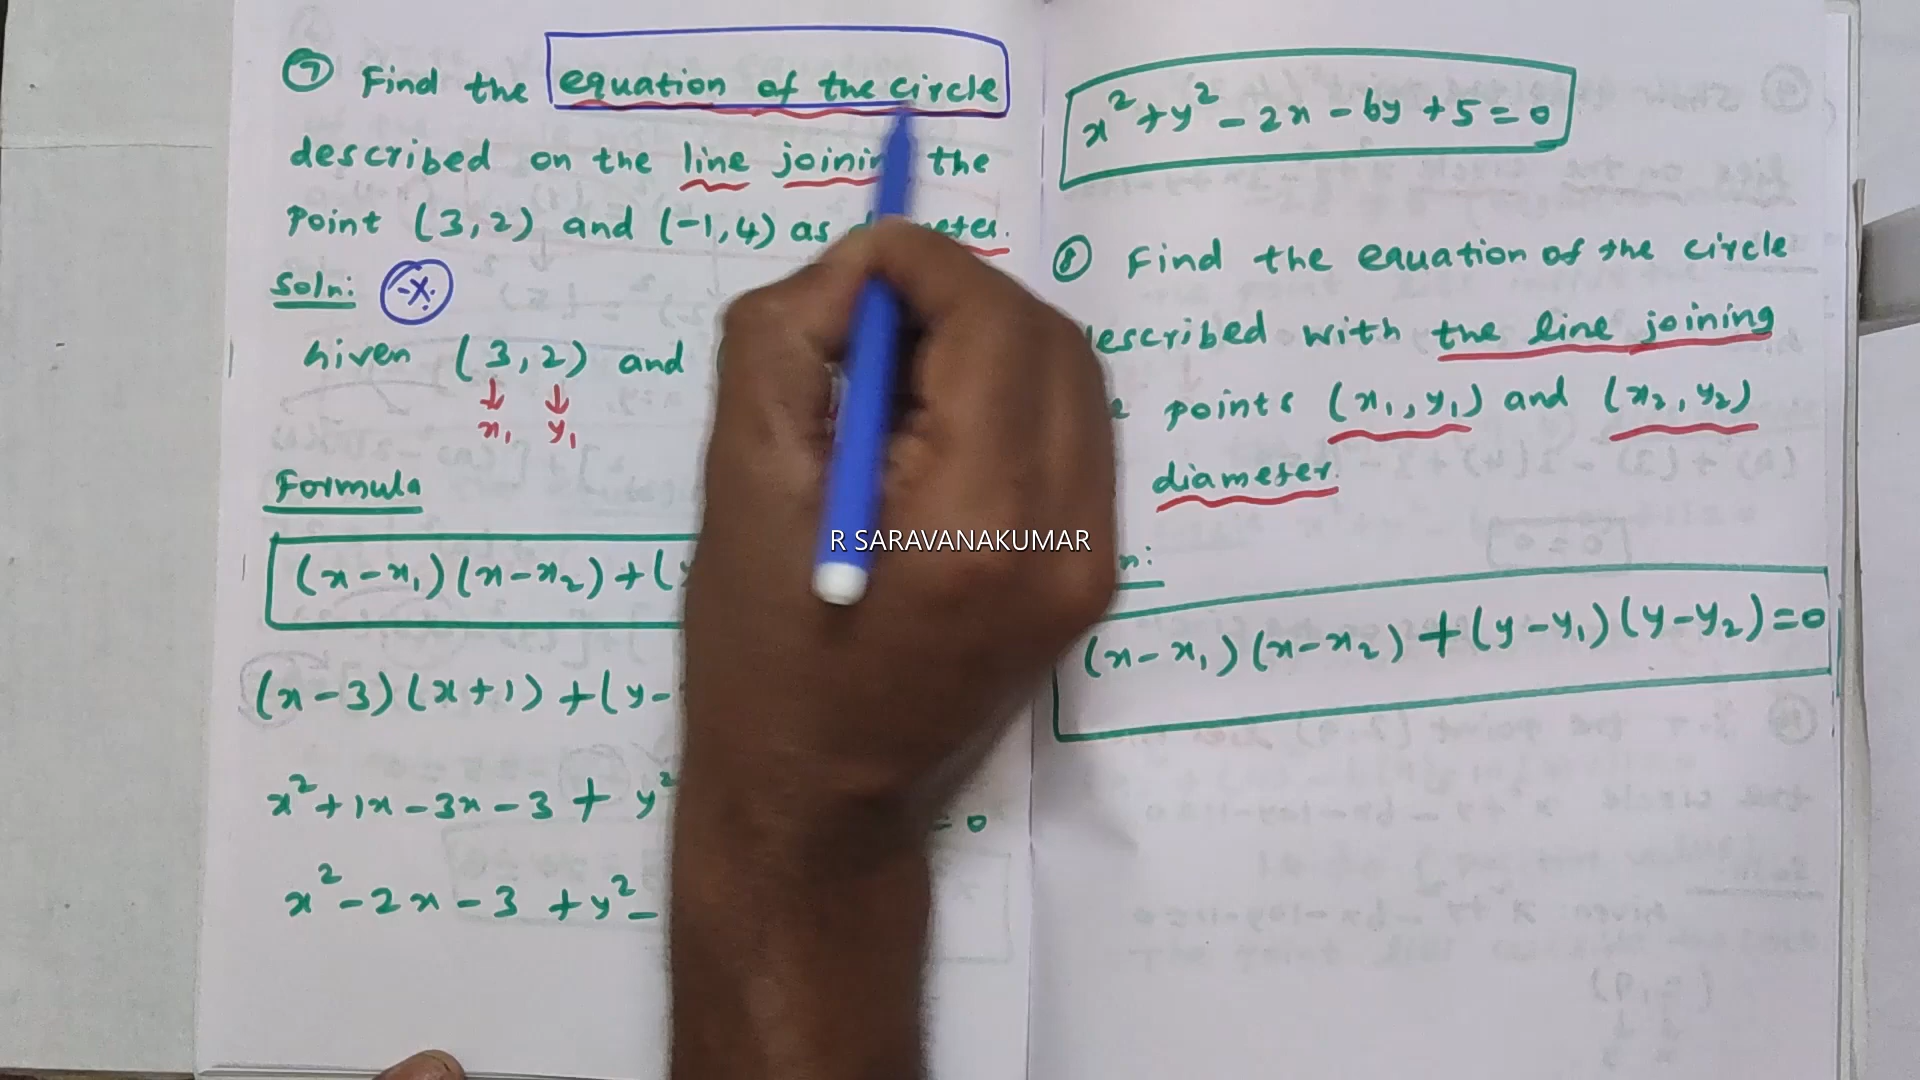 7 Find the equation of the circle
described on the line joining the
Point (3,2) and (-1,4) as
Soln: -x.
Given (3,2) and
x₁ y₁
Formula
(x-x₁)(x-x₂)+(
(x-3)(x+1)+(y-
x²+1x-3x-3+y² =0
x²-2x-3+y²-
x²+y²-2x-6y+5=0
8 Find the equation of the circle
described with the line joining
points (x₁,y₁) and (x₂,y₂)
diameter.
(x-x₁)(x-x₂)+(y-y₁)(y-y₂)=0
R SARAVANAKUMAR